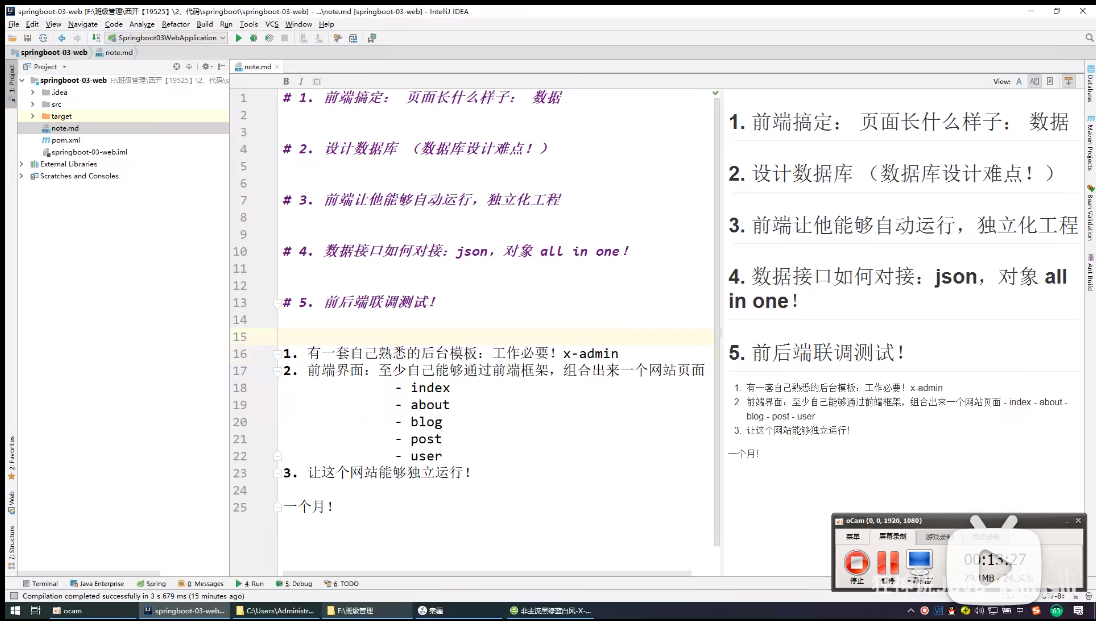 springboot-03-web [F:\班级管理\西开【19525】\2、代码\springboot\springboot-03-web] - ...\note.md [springboot-03-web] - IntelliJ IDEA
File Edit View Navigate Code Analyze Refactor Build Run Tools VCS Window Help
Springboot03WebApplication
springboot-03-web note.md
Project note.md
springboot-03-web F:\班级管理\西开【19525】\2、代码\s
.idea
src
target
note.md
pom.xml
springboot-03-web.iml
External Libraries
Scratches and Consoles
1: Project
2: Favorites
Web
Z: Structure
B I View: A
1 # 1. 前端搞定： 页面长什么样子： 数据
2
3
4 # 2. 设计数据库 （数据库设计难点！）
5
6
7 # 3. 前端让他能够自动运行，独立化工程
8
9
10 # 4. 数据接口如何对接：json，对象 all in one！
11
12
13 # 5. 前后端联调测试！
14
15
16 1. 有一套自己熟悉的后台模板：工作必要！x-admin
17 2. 前端界面：至少自己能够通过前端框架，组合出来一个网站页面
18 - index
19 - about
20 - blog
21 - post
22 - user
23 3. 让这个网站能够独立运行！
24
25 一个月！
1. 前端搞定： 页面长什么样子： 数据
2. 设计数据库 （数据库设计难点！）
3. 前端让他能够自动运行，独立化工程
4. 数据接口如何对接：json，对象 all
in one！
5. 前后端联调测试！
1. 有一套自己熟悉的后台模板：工作必要！x-admin
2. 前端界面：至少自己能够通过前端框架，组合出来一个网站页面 - index - about -
blog - post - user
3. 让这个网站能够独立运行！
一个月！
Database
Maven Projects
Bean Validation
Ant Build
oCam (0, 0, 1920, 1080)
菜单 屏幕录制
00:13:27
停止
Terminal Java Enterprise Spring 0: Messages 4: Run 5: Debug 6: TODO
Compilation completed successfully in 3 s 679 ms (15 minutes ago)
ocam springboot-03-web... C:\Users\Administr... F:\班级管理 非主流黑绿蓝白风-X-...